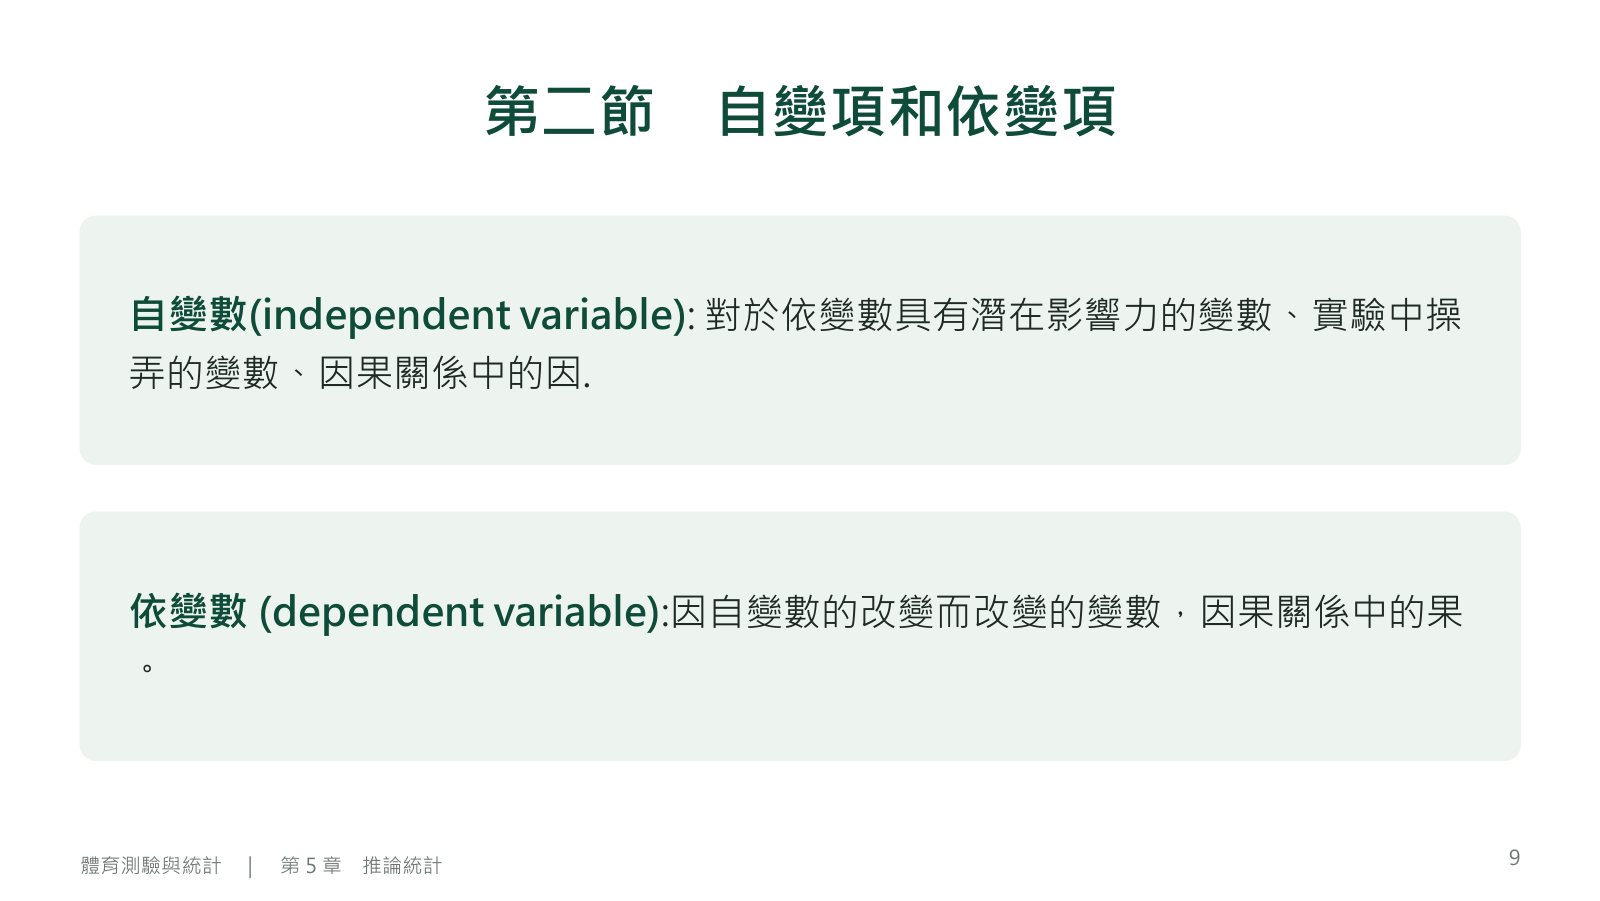 第二節　自變項和依變項
自變數(independent variable): 對於依變數具有潛在影響力的變數、實驗中操
弄的變數、因果關係中的因.
依變數 (dependent variable):因自變數的改變而改變的變數，因果關係中的果
。
體育測驗與統計　|　第 5 章　推論統計
9